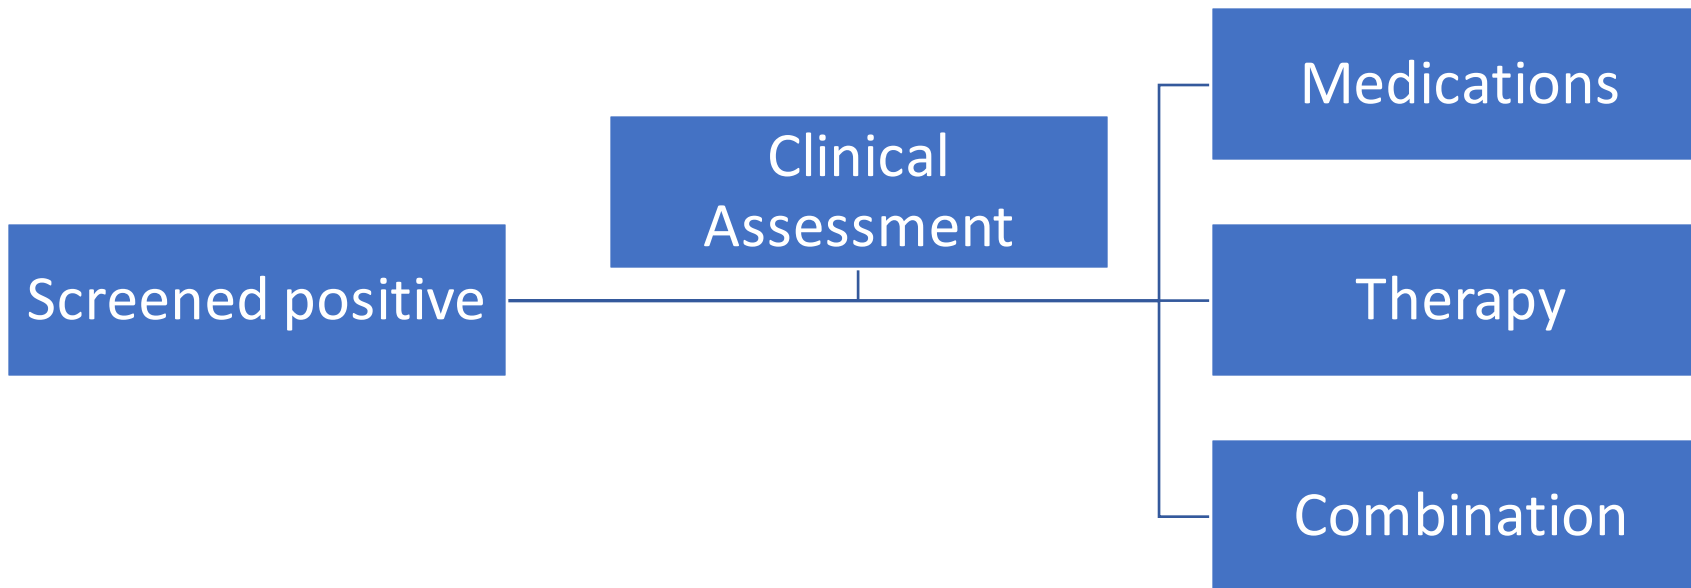 Screened positive
Clinical
Assessment
Medications
Therapy
Combination